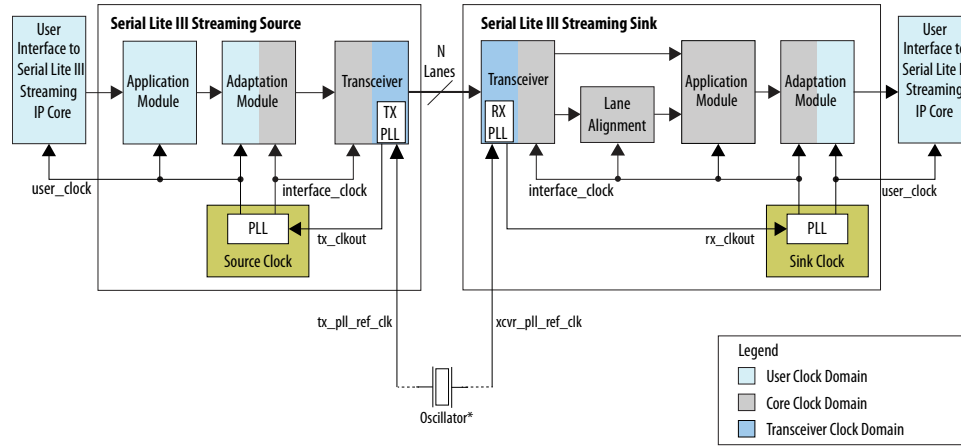 Serial Lite III Streaming Source
User
Interface to
Serial Lite III
Streaming
IP Core
Application
Module
Adaptation
Module
Transceiver
TX
PLL
user_clock
interface_clock
PLL
Source Clock
tx_clkout
N
Lanes
Serial Lite III Streaming Sink
Transceiver
RX
PLL
Lane
Alignment
Application
Module
Adaptation
Module
User
Interface to
Serial Lite I
Streaming
IP Core
interface_clock
user_clock
rx_clkout
PLL
Sink Clock
tx_pll_ref_clk
xcvr_pll_ref_clk
Oscillator*
Legend
User Clock Domain
Core Clock Domain
Transceiver Clock Domain